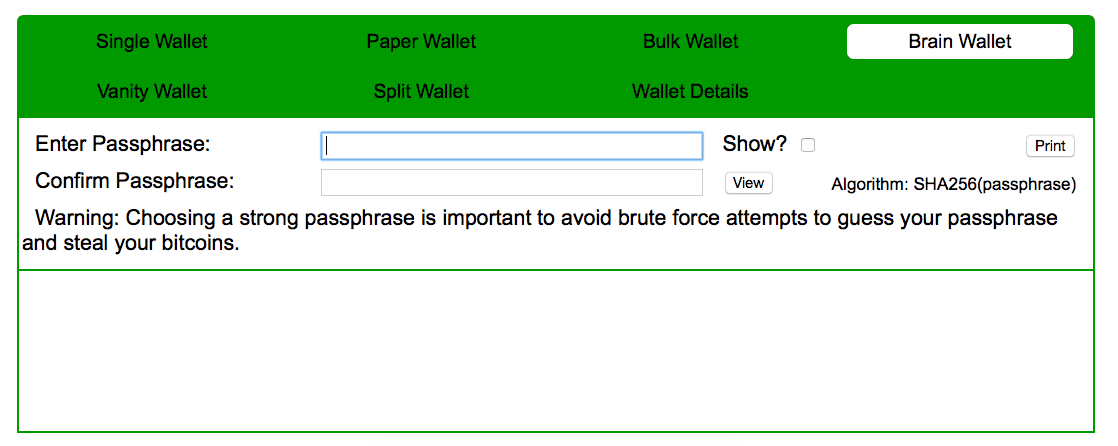 Single Wallet Paper Wallet Bulk Wallet Brain Wallet
Vanity Wallet Split Wallet Wallet Details
Enter Passphrase: Show? Print
Confirm Passphrase: View Algorithm: SHA256(passphrase)
Warning: Choosing a strong passphrase is important to avoid brute force attempts to guess your passphrase
and steal your bitcoins.